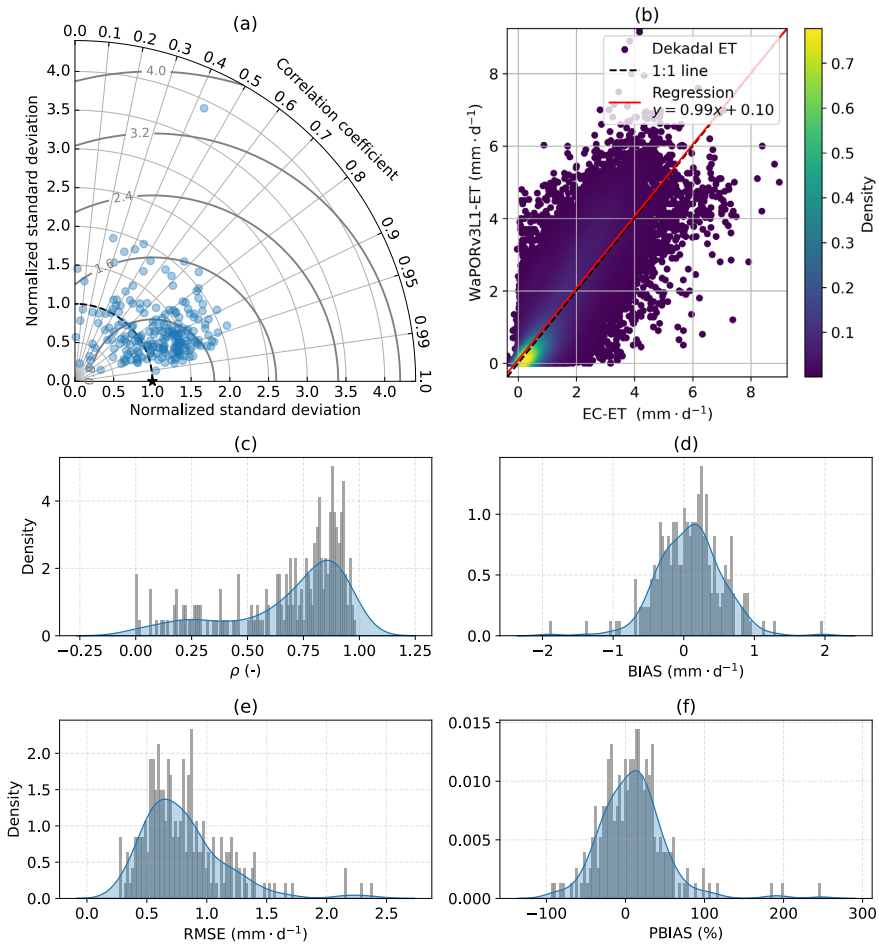 (a)
0.0 0.1 0.2 0.3 0.4 0.5 0.6 0.7 0.8 0.9 0.95 0.99 1.0
Correlation coefficient
4.0
3.5
3.0
2.5
2.0
1.5
1.0
0.5
0.0
Normalized standard deviation
4.0
3.2
2.4
1.6
0.8
0.0 0.5 1.0 1.5 2.0 2.5 3.0 3.5 4.0
Normalized standard deviation
(b)
Dekadal ET
1:1 line
Regression
y = 0.99x + 0.10
8
6
4
2
0
WaPORv3L1-ET (mm · d⁻¹)
0 2 4 6 8
EC-ET (mm · d⁻¹)
0.7
0.6
0.5
0.4
0.3
0.2
0.1
Density
(c)
4
2
0
Density
−0.25 0.00 0.25 0.50 0.75 1.00 1.25
ρ (-)
(d)
1.0
0.5
0.0
−2 −1 0 1 2
BIAS (mm · d⁻¹)
(e)
2.0
1.5
1.0
0.5
0.0
Density
0.0 0.5 1.0 1.5 2.0 2.5
RMSE (mm · d⁻¹)
(f)
0.015
0.010
0.005
0.000
−100 0 100 200 300
PBIAS (%)